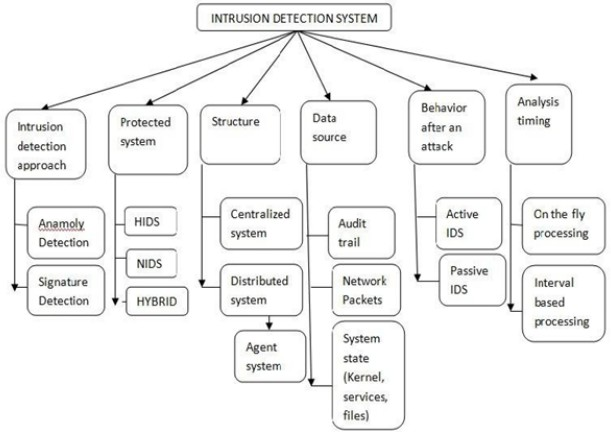 INTRUSION DETECTION SYSTEM
Intrusion
detection
approach
Anamoly
Detection
Signature
Detection
Protected
system
HIDS
NIDS
HYBRID
Structure
Centralized
system
Distributed
system
Agent
system
Data
source
Audit
trail
Network
Packets
System
state
(Kernel,
services,
files)
Behavior
after an
attack
Active
IDS
Passive
IDS
Analysis
timing
On the fly
processing
Interval
based
processing